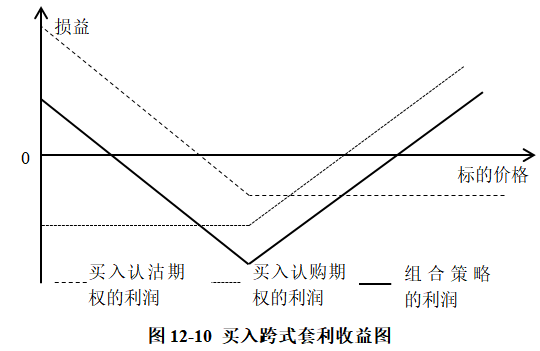 损益
0
标的价格
买入认沽期
权的利润
买入认购期
权的利润
组合策略
的利润
图 12-10 买入跨式套利收益图